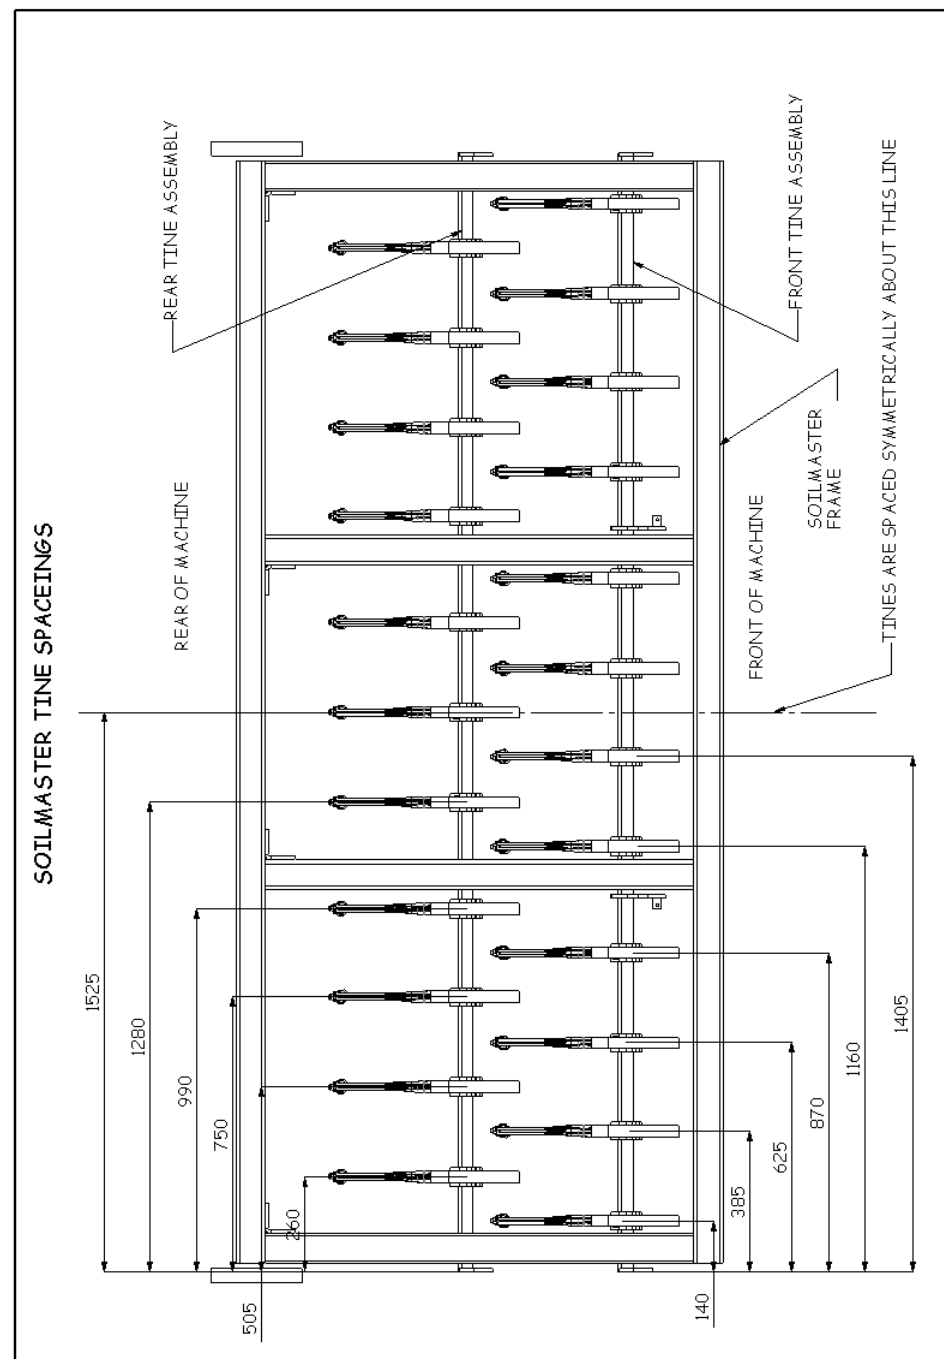 SOILMASTER TINE SPACEINGS
REAR TINE ASSEMBLY
REAR OF MACHINE
FRONT TINE ASSEMBLY
FRONT OF MACHINE
SOILMASTER
FRAME
TINES ARE SPACED SYMMETRICALLY ABOUT THIS LINE
1525
1280
990
750
505
260
140
385
625
870
1160
1405